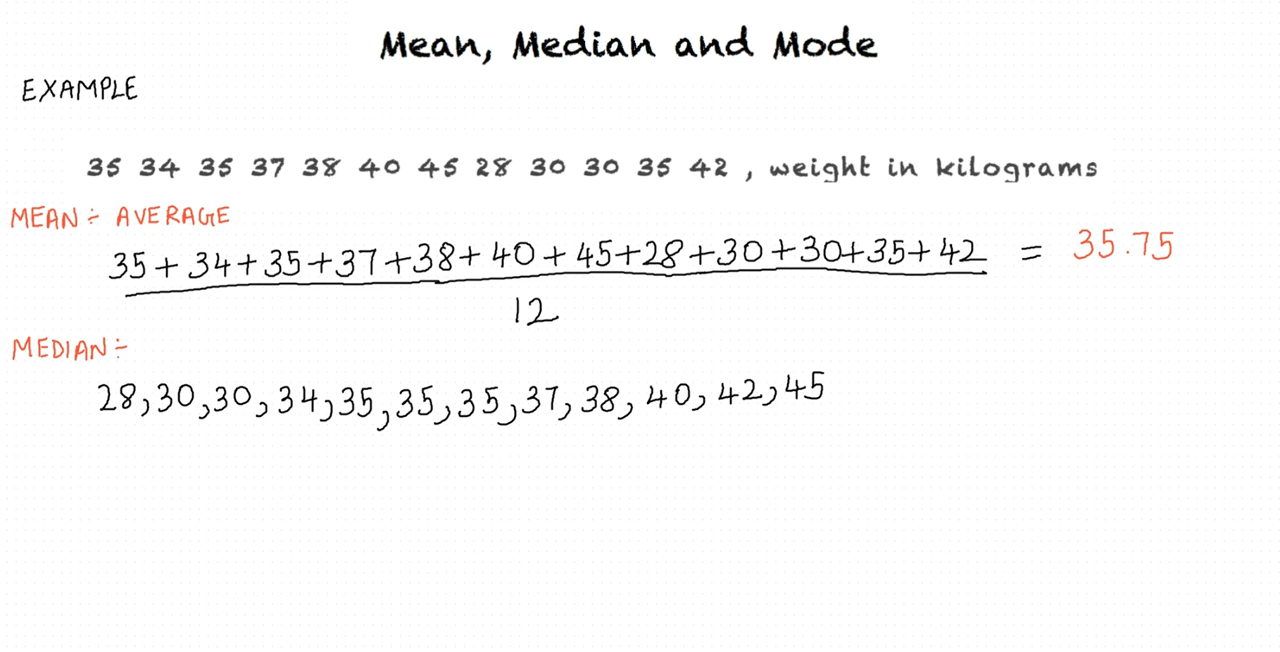 Mean, Median and Mode
EXAMPLE
35 34 35 37 38 40 45 28 30 30 35 42 , weight in kilograms
MEAN÷ AVERAGE
35+34+35+37+38+40+45+28+30+30+35+42 = 35.75
12
MEDIAN÷
28,30,30,34,35,35,35,37,38,40,42,45